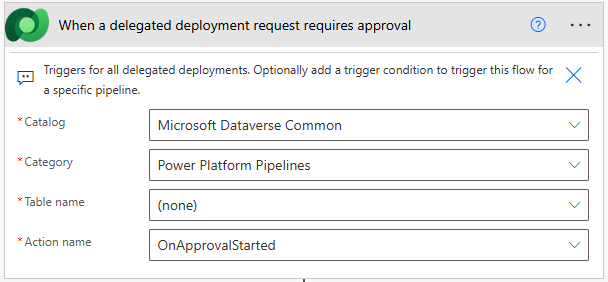 When a delegated deployment request requires approval
Triggers for all delegated deployments. Optionally add a trigger condition to trigger this flow for
a specific pipeline.
*Catalog
Microsoft Dataverse Common
*Category
Power Platform Pipelines
*Table name
(none)
*Action name
OnApprovalStarted